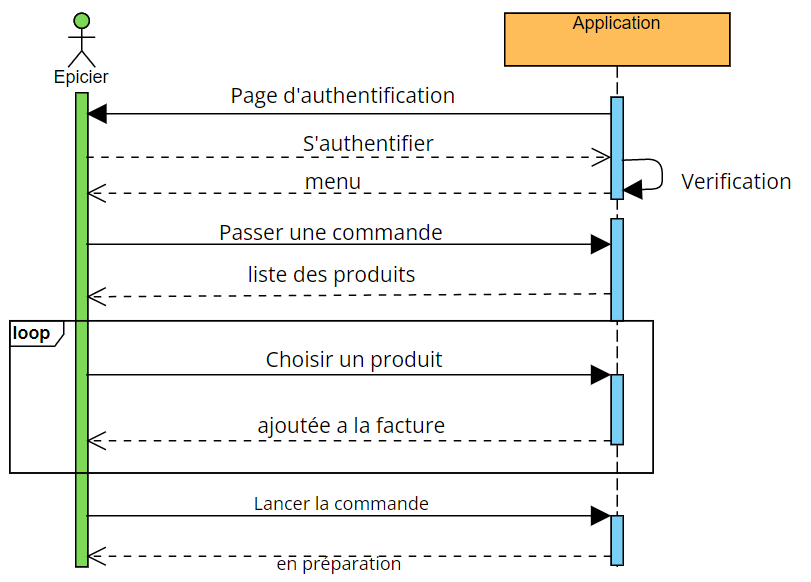 Application
Epicier
Page d'authentification
S'authentifier
menu
Verification
Passer une commande
liste des produits
loop
Choisir un produit
ajoutée a la facture
Lancer la commande
en préparation